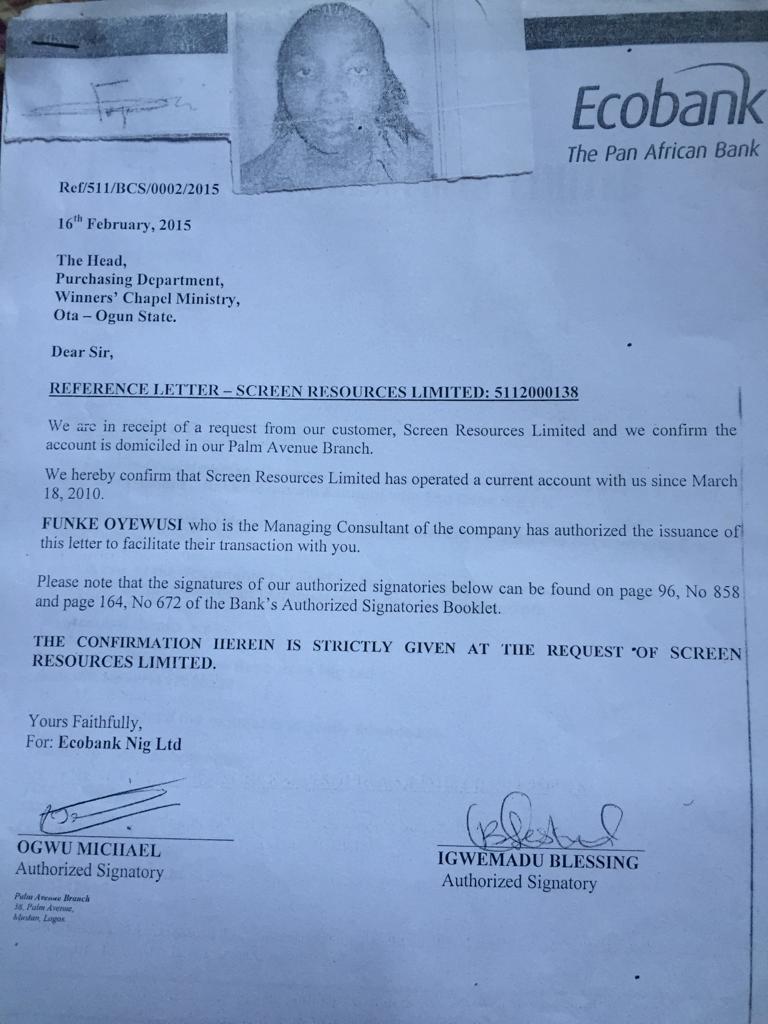 Ecobank
The Pan African Bank
Ref/511/BCS/0002/2015
16th February, 2015
The Head,
Purchasing Department,
Winners' Chapel Ministry,
Ota – Ogun State.
Dear Sir,
REFERENCE LETTER – SCREEN RESOURCES LIMITED: 5112000138
We are in receipt of a request from our customer, Screen Resources Limited and we confirm the
account is domiciled in our Palm Avenue Branch.
We hereby confirm that Screen Resources Limited has operated a current account with us since March
18, 2010.
FUNKE OYEWUSI who is the Managing Consultant of the company has authorized the issuance of
this letter to facilitate their transaction with you.
Please note that the signatures of our authorized signatories below can be found on page 96, No 858
and page 164, No 672 of the Bank's Authorized Signatories Booklet.
THE CONFIRMATION HEREIN IS STRICTLY GIVEN AT THE REQUEST OF SCREEN
RESOURCES LIMITED.
Yours Faithfully,
For: Ecobank Nig Ltd
OGWU MICHAEL
Authorized Signatory
IGWEMADU BLESSING
Authorized Signatory
Palm Avenue Branch
38, Palm Avenue,
Mushin, Lagos